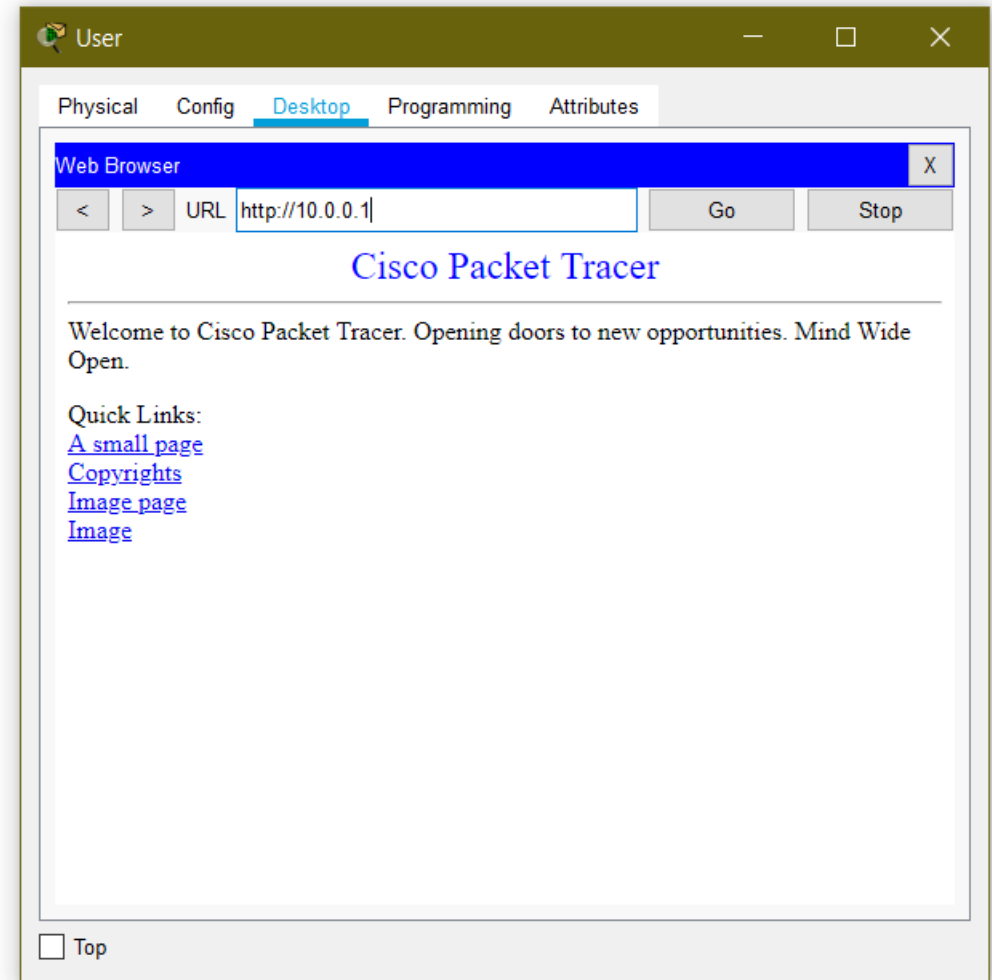 User
Physical Config Desktop Programming Attributes
Web Browser X
< > URL http://10.0.0.1 Go Stop
Cisco Packet Tracer
Welcome to Cisco Packet Tracer. Opening doors to new opportunities. Mind Wide
Open.
Quick Links:
A small page
Copyrights
Image page
Image
Top